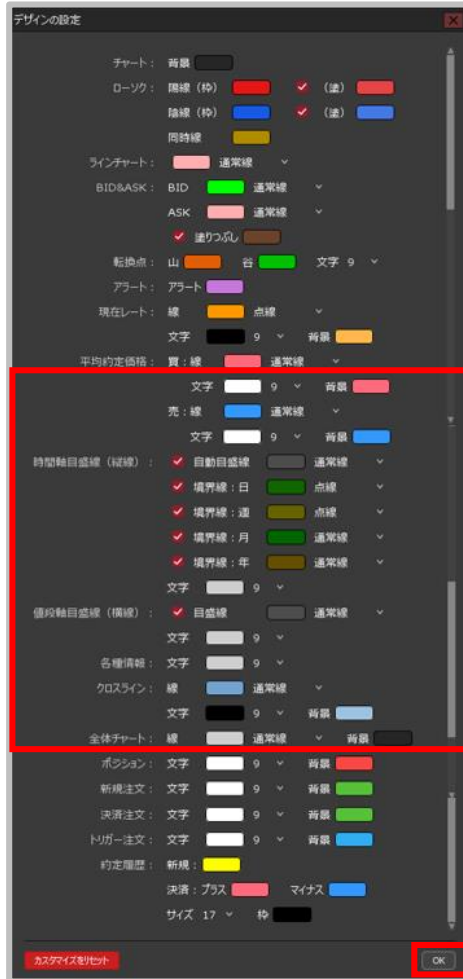 デザインの設定
チャート： 背景
ローソク： 陽線（枠） （塗）
陰線（枠） （塗）
同時線
ラインチャート： 通常線
BID&ASK： BID 通常線
ASK 通常線
塗りつぶし
転換点： 山 谷 文字 9
アラート： アラート
現在レート： 線 点線
文字 9 背景
平均約定価格： 買：線 通常線
文字 9 背景
売：線 通常線
文字 9 背景
時間軸目盛線（縦線）： 自動目盛線 通常線
境界線：日 点線
境界線：週 点線
境界線：月 通常線
境界線：年 通常線
文字 9
値段軸目盛線（横線）： 目盛線 通常線
文字 9
各種情報： 文字 9
クロスライン： 線 通常線
文字 9 背景
全体チャート： 線 通常線 背景
ポジション： 文字 9 背景
新規注文： 文字 9 背景
決済注文： 文字 9 背景
トリガー注文： 文字 9 背景
約定履歴： 新規：
決済：プラス マイナス
サイズ 17 枠
カスタマイズをリセット OK